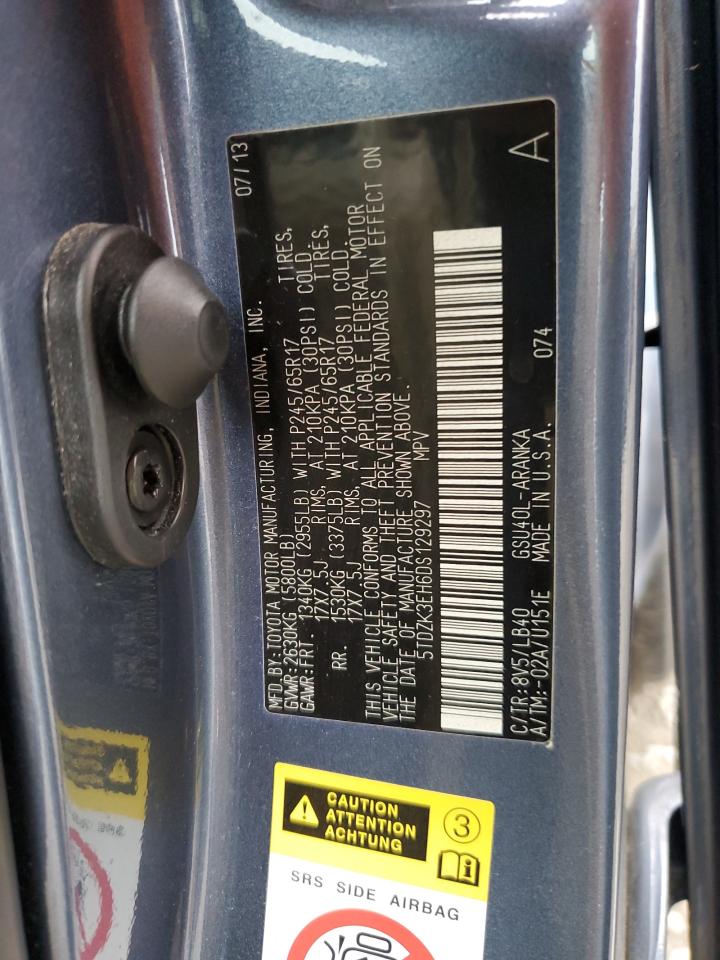 MFD.BY:TOYOTA MOTOR MANUFACTURING, INDIANA, INC. 07/13
GVWR:2630KG (5800LB)
GAWR:FRT. 1340KG (2955LB) WITH P245/65R17 TIRES,
17X7.5J RIMS, AT 210KPA (30PSI) COLD.
RR. 1530KG (3375LB) WITH P245/65R17 TIRES,
17X7.5J RIMS, AT 210KPA (30PSI) COLD.
THIS VEHICLE CONFORMS TO ALL APPLICABLE FEDERAL MOTOR
VEHICLE SAFETY AND THEFT PREVENTION STANDARDS IN EFFECT ON
THE DATE OF MANUFACTURE SHOWN ABOVE.
5TDZK3EH6DS129297 MPV
C/TR:8V5/LB40 GSU40L-ARANKA 074
A/TM:-02A/U151E MADE IN U.S.A. A
CAUTION
ATTENTION
ACHTUNG
3
SRS SIDE AIRBAG